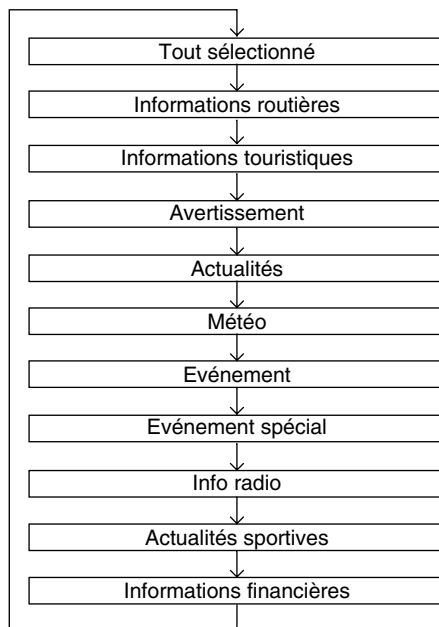 Tout sélectionné
Informations routières
Informations touristiques
Avertissement
Actualités
Météo
Evénement
Evénement spécial
Info radio
Actualités sportives
Informations financières